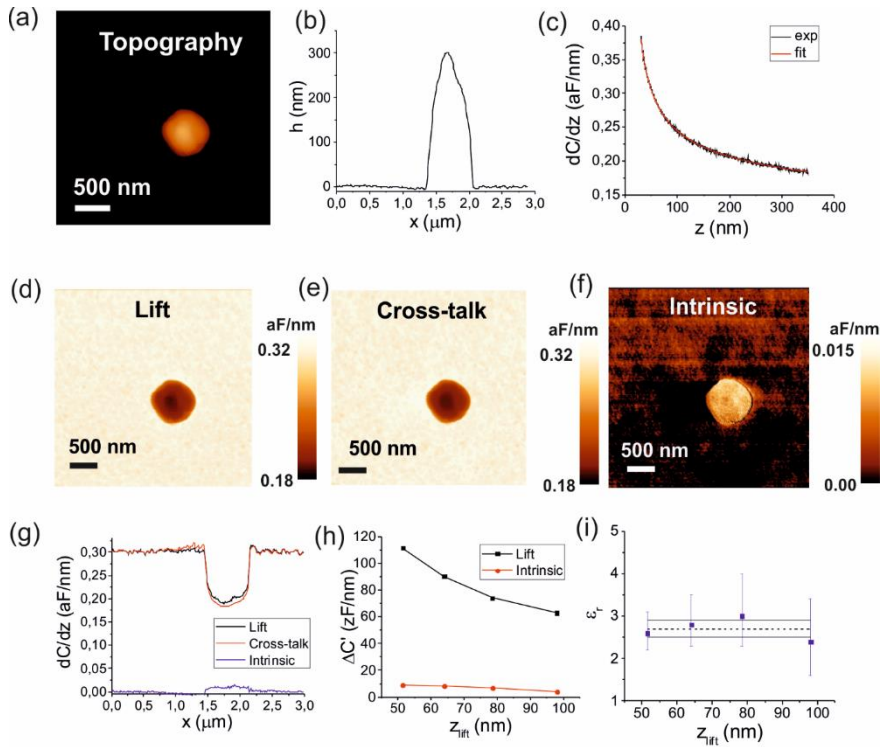 (a)
Topography
500 nm
(b)
300
200
100
0
h (nm)
0,0 0,5 1,0 1,5 2,0 2,5 3,0
x (μm)
(c)
0,40
0,35
0,30
0,25
0,20
0,15
dC/dz (aF/nm)
exp
fit
0 100 200 300 400
z (nm)
(d)
Lift
500 nm
aF/nm
0.32
0.18
(e)
Cross-talk
500 nm
aF/nm
0.32
0.18
(f)
Intrinsic
500 nm
aF/nm
0.015
0.00
(g)
0,30
0,25
0,20
0,15
0,10
0,05
0,00
dC/dz (aF/nm)
Lift
Cross-talk
Intrinsic
0,0 0,5 1,0 1,5 2,0 2,5 3,0
x (μm)
(h)
120
100
80
60
40
20
0
ΔC' (zF/nm)
Lift
Intrinsic
50 60 70 80 90 100
z_lift (nm)
(i)
6
5
4
3
2
1
ε_r
50 60 70 80 90 100
z_lift (nm)